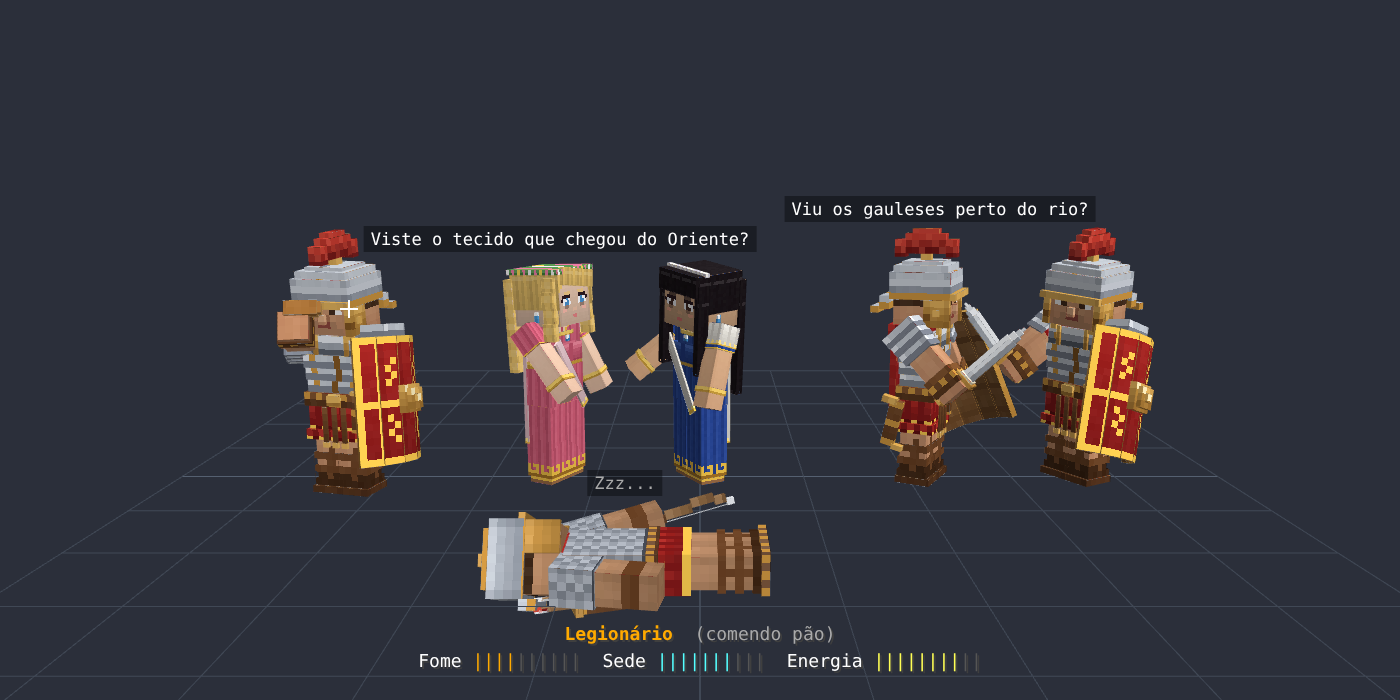 Viu os gauleses perto do rio?
Viste o tecido que chegou do Oriente?
Zzz...
Legionário (comendo pão)
Fome |||||||||| Sede |||||||||| Energia ||||||||||